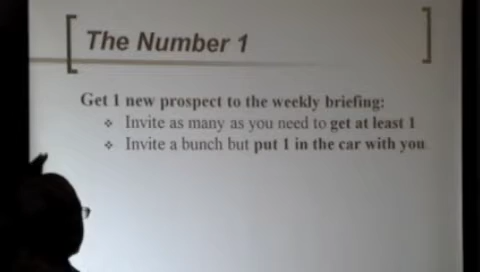 The Number 1
Get 1 new prospect to the weekly briefing:
Invite as many as you need to get at least 1
Invite a bunch but put 1 in the car with you